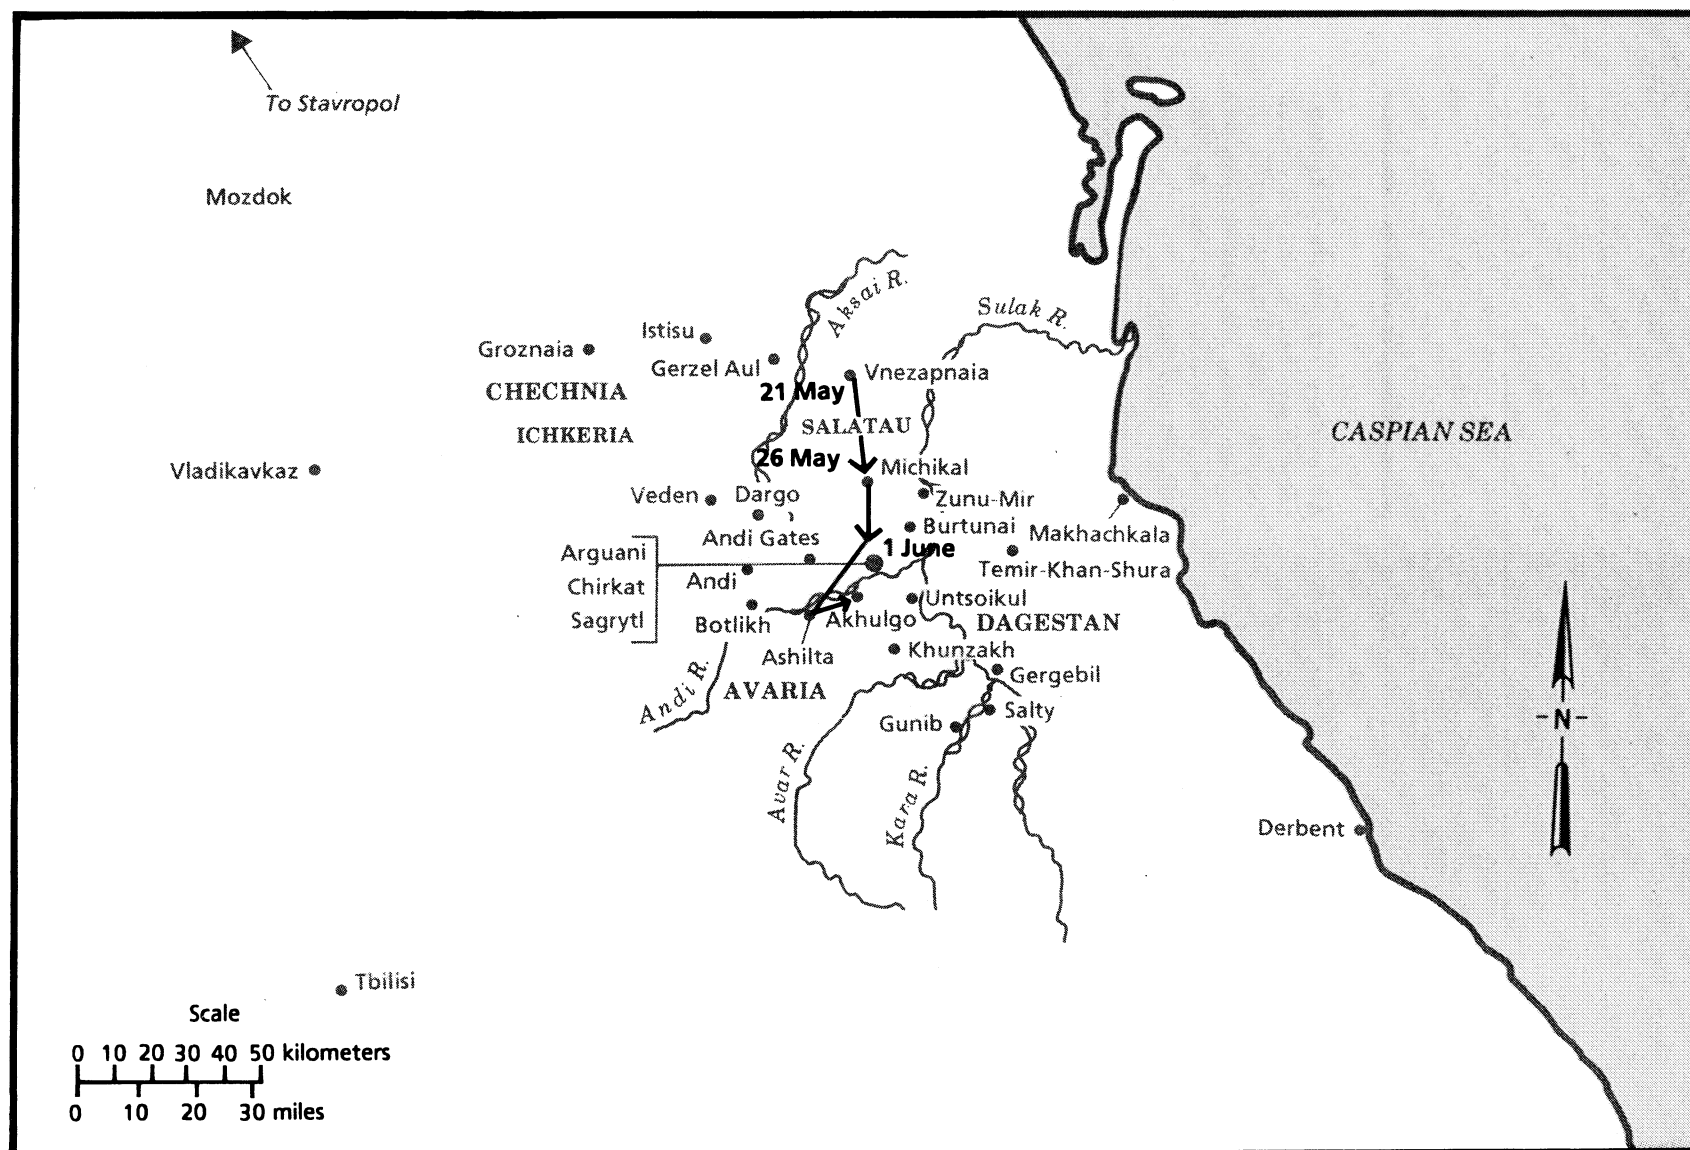 To Stavropol
Mozdok
Aksai R.
Sulak R.
Istisu
Groznaia
Gerzel Aul
Vnezapnaia
CHECHNIA
21 May
SALATAU
CASPIAN SEA
ICHKERIA
26 May
Michikal
Vladikavkaz
Veden
Dargo
Zunu-Mir
Burtunai
Makhachkala
Andi Gates
1 June
Arguani
Temir-Khan-Shura
Andi
Chirkat
Untsoikul
Sagrytl
Botlikh
Akhulgo
DAGESTAN
Ashilta
Khunzakh
Gergebil
Andi R.
AVARIA
Salty
Gunib
N
Avar R.
Kara R.
Derbent
Tbilisi
Scale
0 10 20 30 40 50 kilometers
0 10 20 30 miles